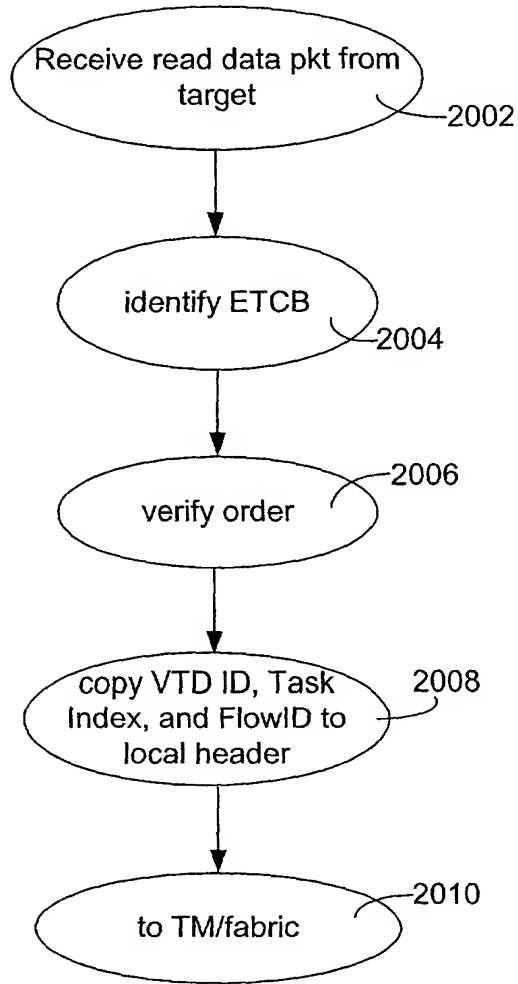 Receive read data pkt from
target
2002
identify ETCB
2004
2006
verify order
copy VTD ID, Task
Index, and FlowID to
local header
2008
2010
to TM/fabric